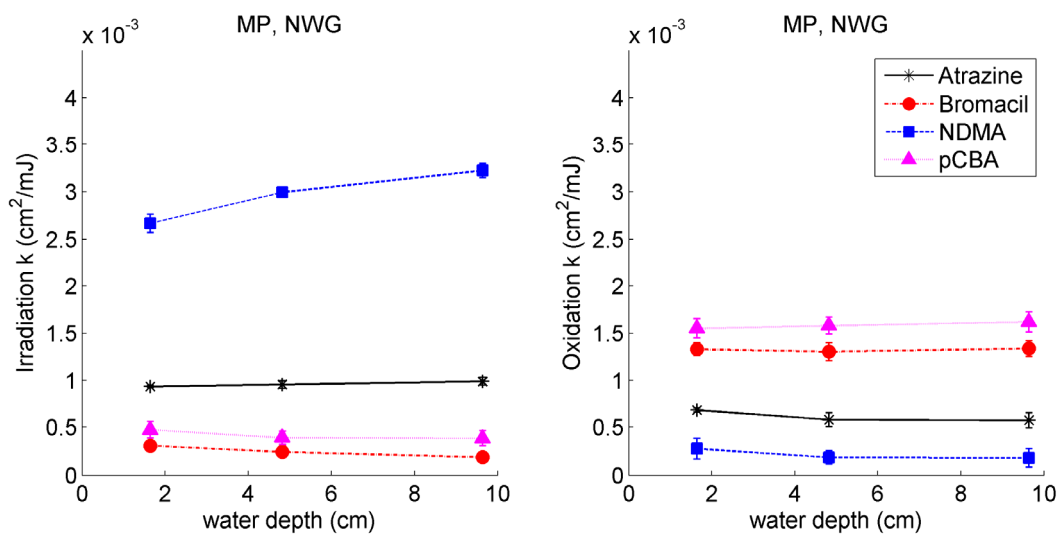 x 10-3
MP, NWG
4
3.5
3
2.5
2
1.5
1
0.5
0
Irradiation k (cm2/mJ)
0 2 4 6 8 10
water depth (cm)
x 10-3
MP, NWG
4
3.5
3
2.5
2
1.5
1
0.5
0
Oxidation k (cm2/mJ)
0 2 4 6 8 10
water depth (cm)
Atrazine
Bromacil
NDMA
pCBA